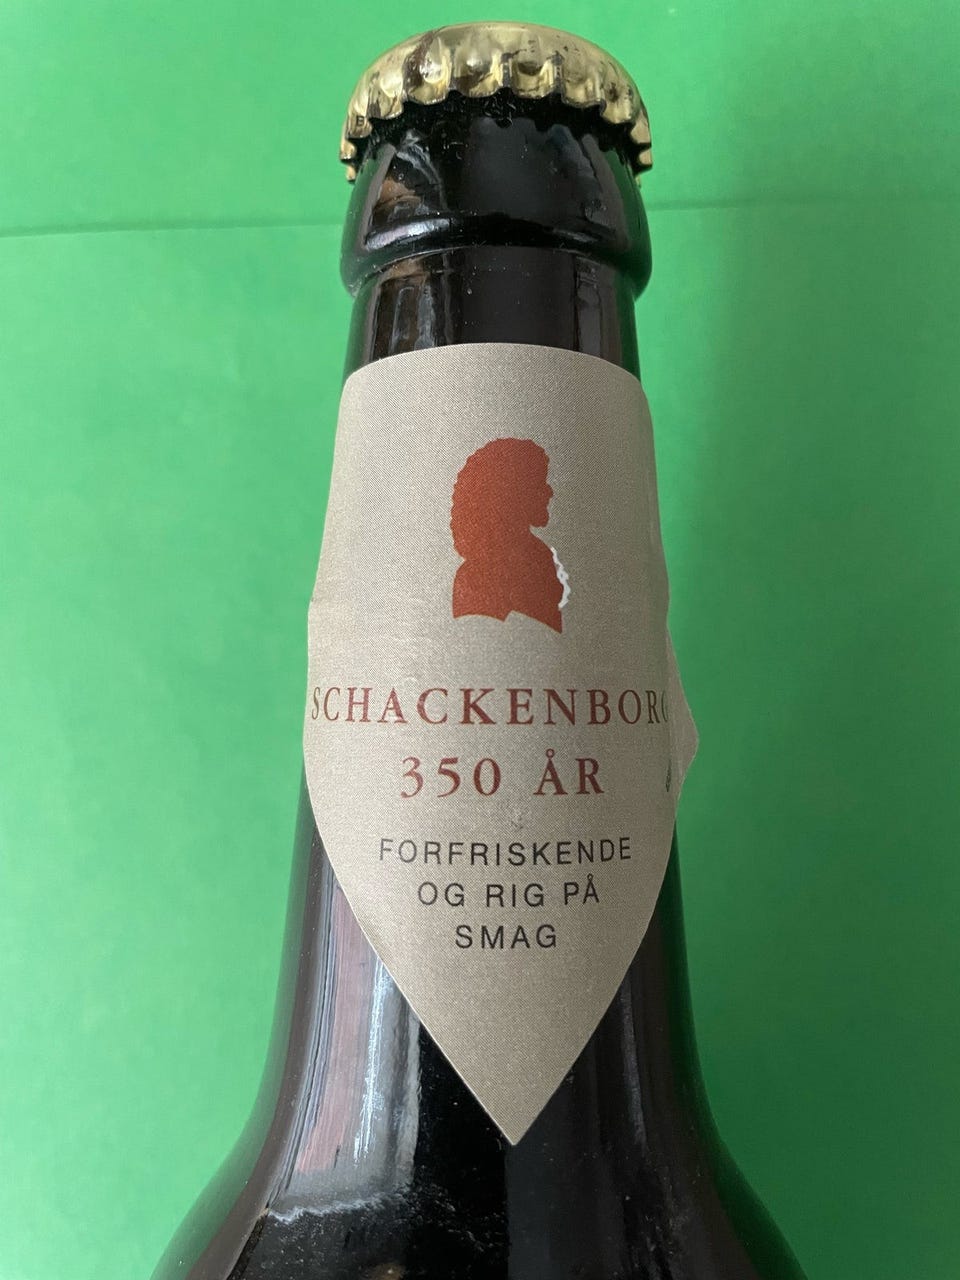 SCHACKENBORG
350 ÅR
FORFRISKENDE
OG RIG PÅ
SMAG